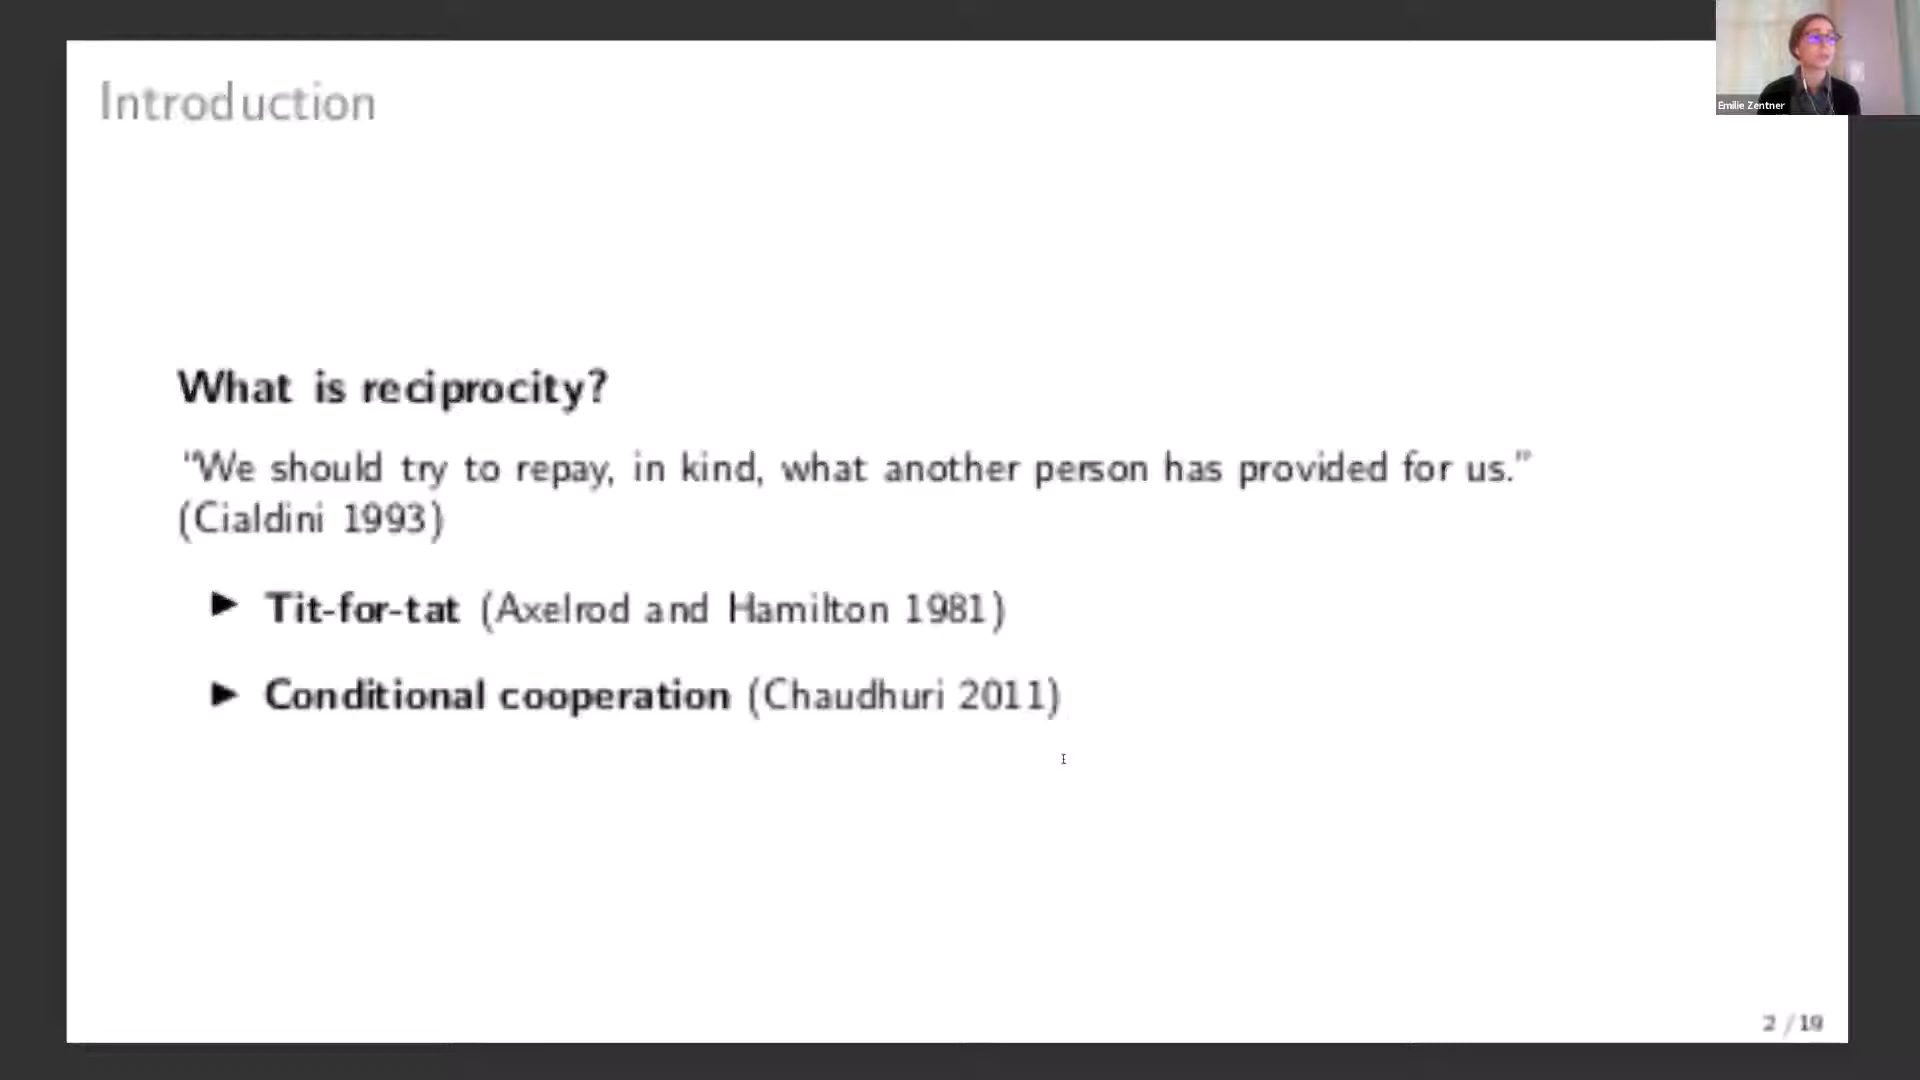 Introduction
Emilie Zentner
What is reciprocity?
"We should try to repay, in kind, what another person has provided for us."
(Cialdini 1993)
► Tit-for-tat (Axelrod and Hamilton 1981)
► Conditional cooperation (Chaudhuri 2011)
2 / 19